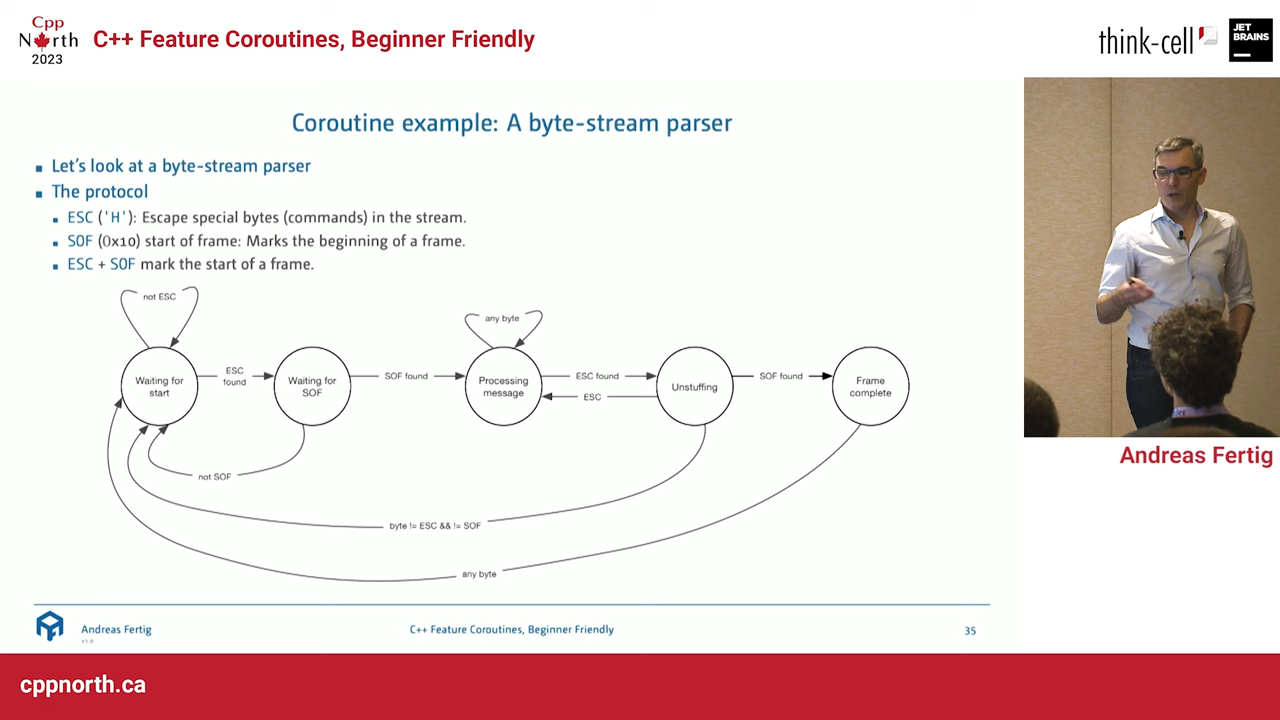 Cpp
North
2023
C++ Feature Coroutines, Beginner Friendly
think-cell
JET
BRAINS
Coroutine example: A byte-stream parser
Let's look at a byte-stream parser
The protocol
ESC ('H'): Escape special bytes (commands) in the stream.
SOF (0x10) start of frame: Marks the beginning of a frame.
ESC + SOF mark the start of a frame.
not ESC
any byte
Waiting for
start
ESC
found
Waiting for
SOF
SOF found
Processing
message
ESC found
ESC
Unstuffing
SOF found
Frame
complete
not SOF
byte != ESC && != SOF
any byte
Andreas Fertig
v1.0
C++ Feature Coroutines, Beginner Friendly
35
Andreas Fertig
cppnorth.ca